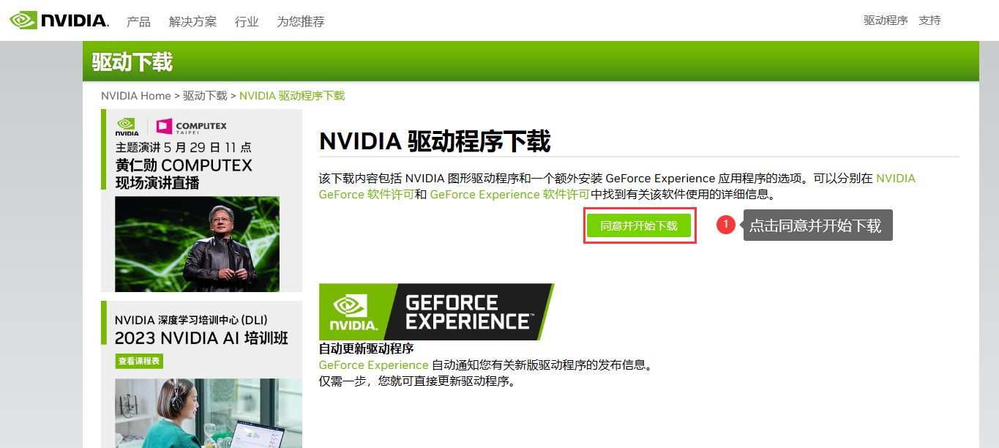 NVIDIA.
产品 解决方案 行业 为您推荐 驱动程序 支持
驱动下载
NVIDIA Home > 驱动下载 > NVIDIA 驱动程序下载
NVIDIA
COMPUTEX
TAIPEI
主题演讲 5 月 29 日 11 点
黄仁勋 COMPUTEX
现场演讲直播
NVIDIA 驱动程序下载
该下载内容包括 NVIDIA 图形驱动程序和一个额外安装 GeForce Experience 应用程序的选项。可以分别在 NVIDIA
GeForce 软件许可和 GeForce Experience 软件许可中找到有关该软件使用的详细信息。
同意并开始下载
1 点击同意并开始下载
NVIDIA.
GEFORCE
EXPERIENCE™
自动更新驱动程序
GeForce Experience 自动通知您有关新版驱动程序的发布信息。
仅需一步，您就可直接更新驱动程序。
NVIDIA 深度学习培训中心 (DLI)
2023 NVIDIA AI 培训班
查看课程表